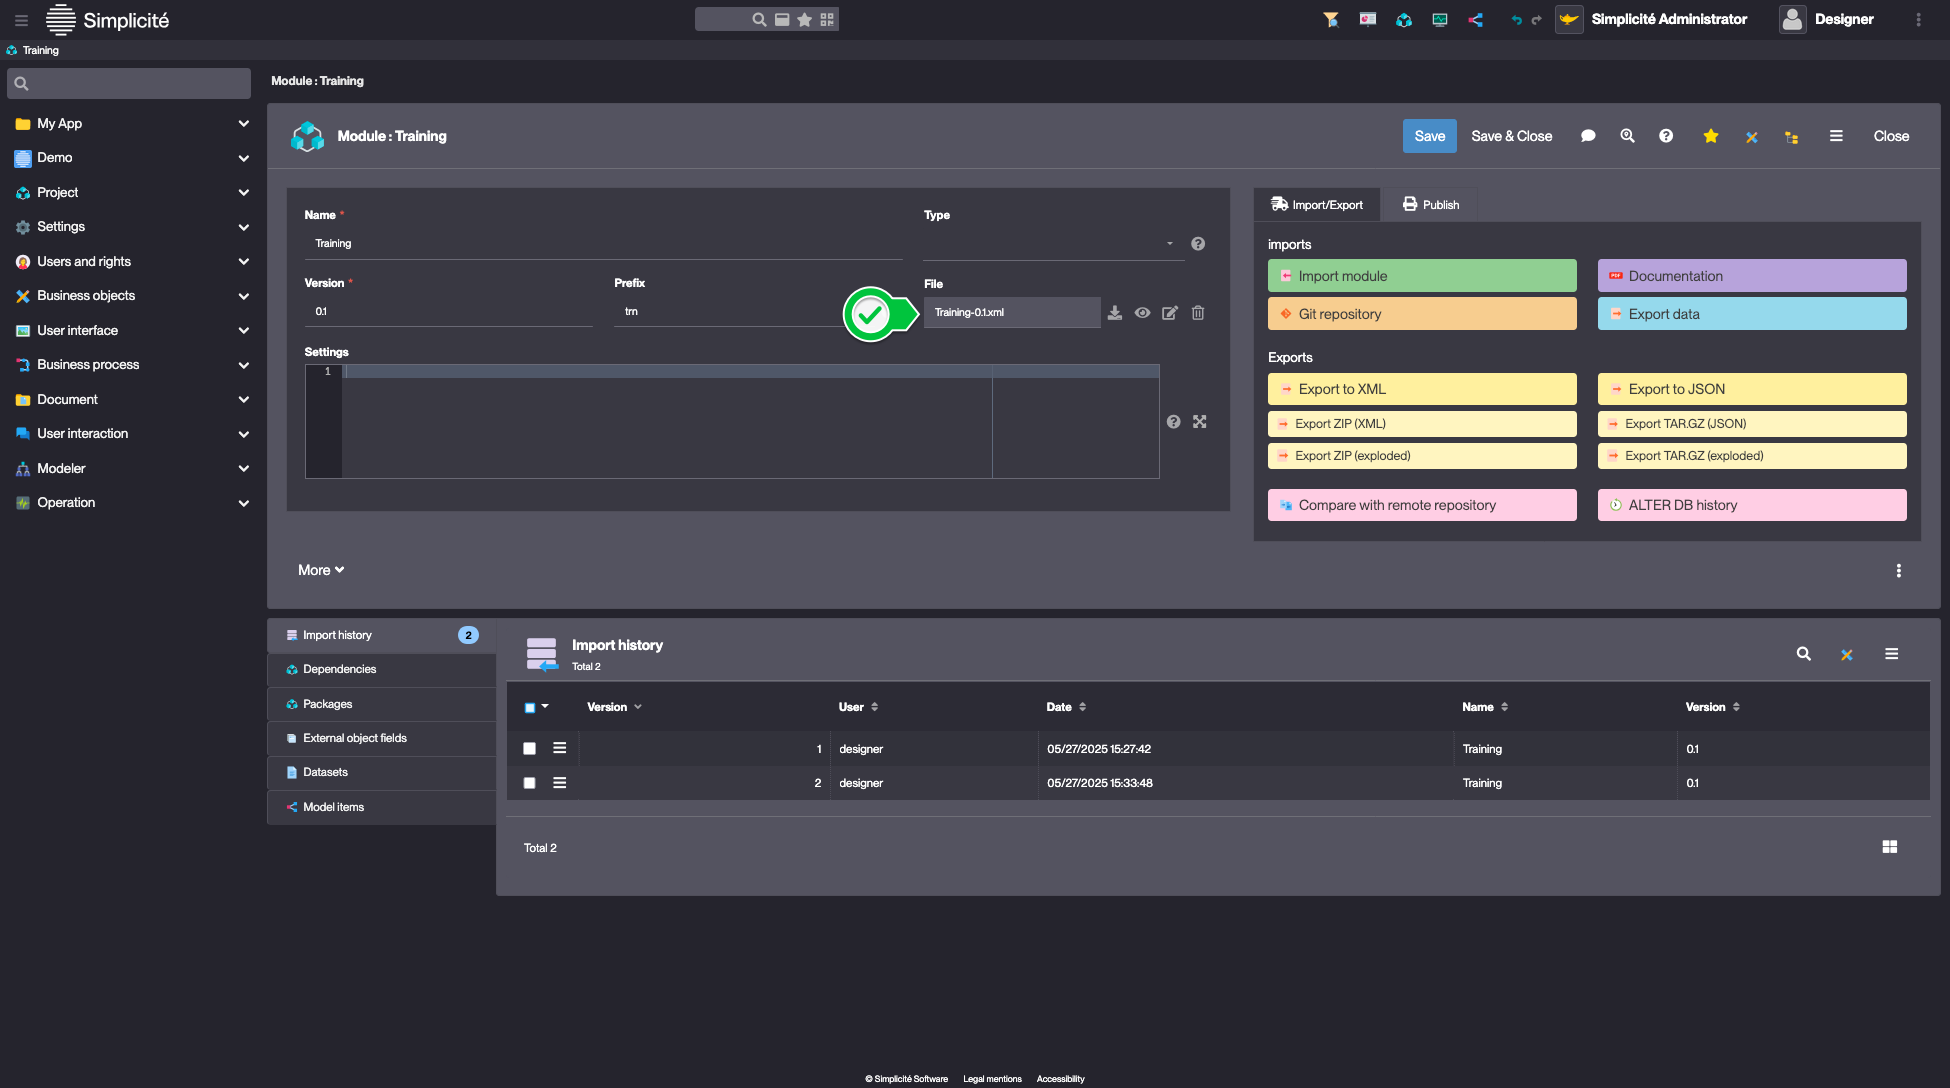 Simplicité
Simplicité Administrator
Designer
Training
Module : Training
My App
Demo
Project
Settings
Users and rights
Business objects
User interface
Business process
Document
User interaction
Modeler
Operation
Module : Training
Save
Save & Close
Close
Name *
Training
Type
Version *
0.1
Prefix
trn
File
Training-0.1.xml
Settings
1
Import/Export
Publish
imports
Import module
Documentation
Git repository
Export data
Exports
Export to XML
Export to JSON
Export ZIP (XML)
Export TAR.GZ (JSON)
Export ZIP (exploded)
Export TAR.GZ (exploded)
Compare with remote repository
ALTER DB history
More
Import history 2
Dependencies
Packages
External object fields
Datasets
Model items
Import history
Total 2
Version User Date Name Version
1 designer 05/27/2025 15:27:42 Training 0.1
2 designer 05/27/2025 15:33:48 Training 0.1
Total 2
© Simplicité Software Legal mentions Accessibility